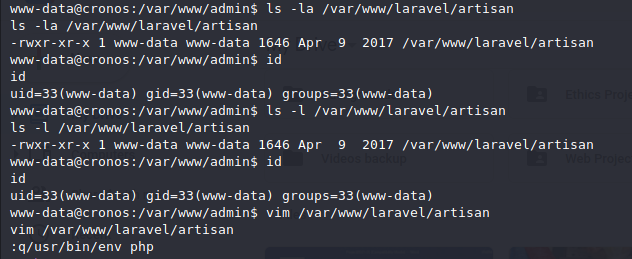 www-data@cronos:/var/www/admin$ ls -la /var/www/laravel/artisan
ls -la /var/www/laravel/artisan
-rwxr-xr-x 1 www-data www-data 1646 Apr  9  2017 /var/www/laravel/artisan
www-data@cronos:/var/www/admin$ id
id
uid=33(www-data) gid=33(www-data) groups=33(www-data)
www-data@cronos:/var/www/admin$ ls -l /var/www/laravel/artisan
ls -l /var/www/laravel/artisan
-rwxr-xr-x 1 www-data www-data 1646 Apr  9  2017 /var/www/laravel/artisan
www-data@cronos:/var/www/admin$ id
id
uid=33(www-data) gid=33(www-data) groups=33(www-data)
www-data@cronos:/var/www/admin$ vim /var/www/laravel/artisan
vim /var/www/laravel/artisan
:q/usr/bin/env php
Ethics
Videos backup
Web